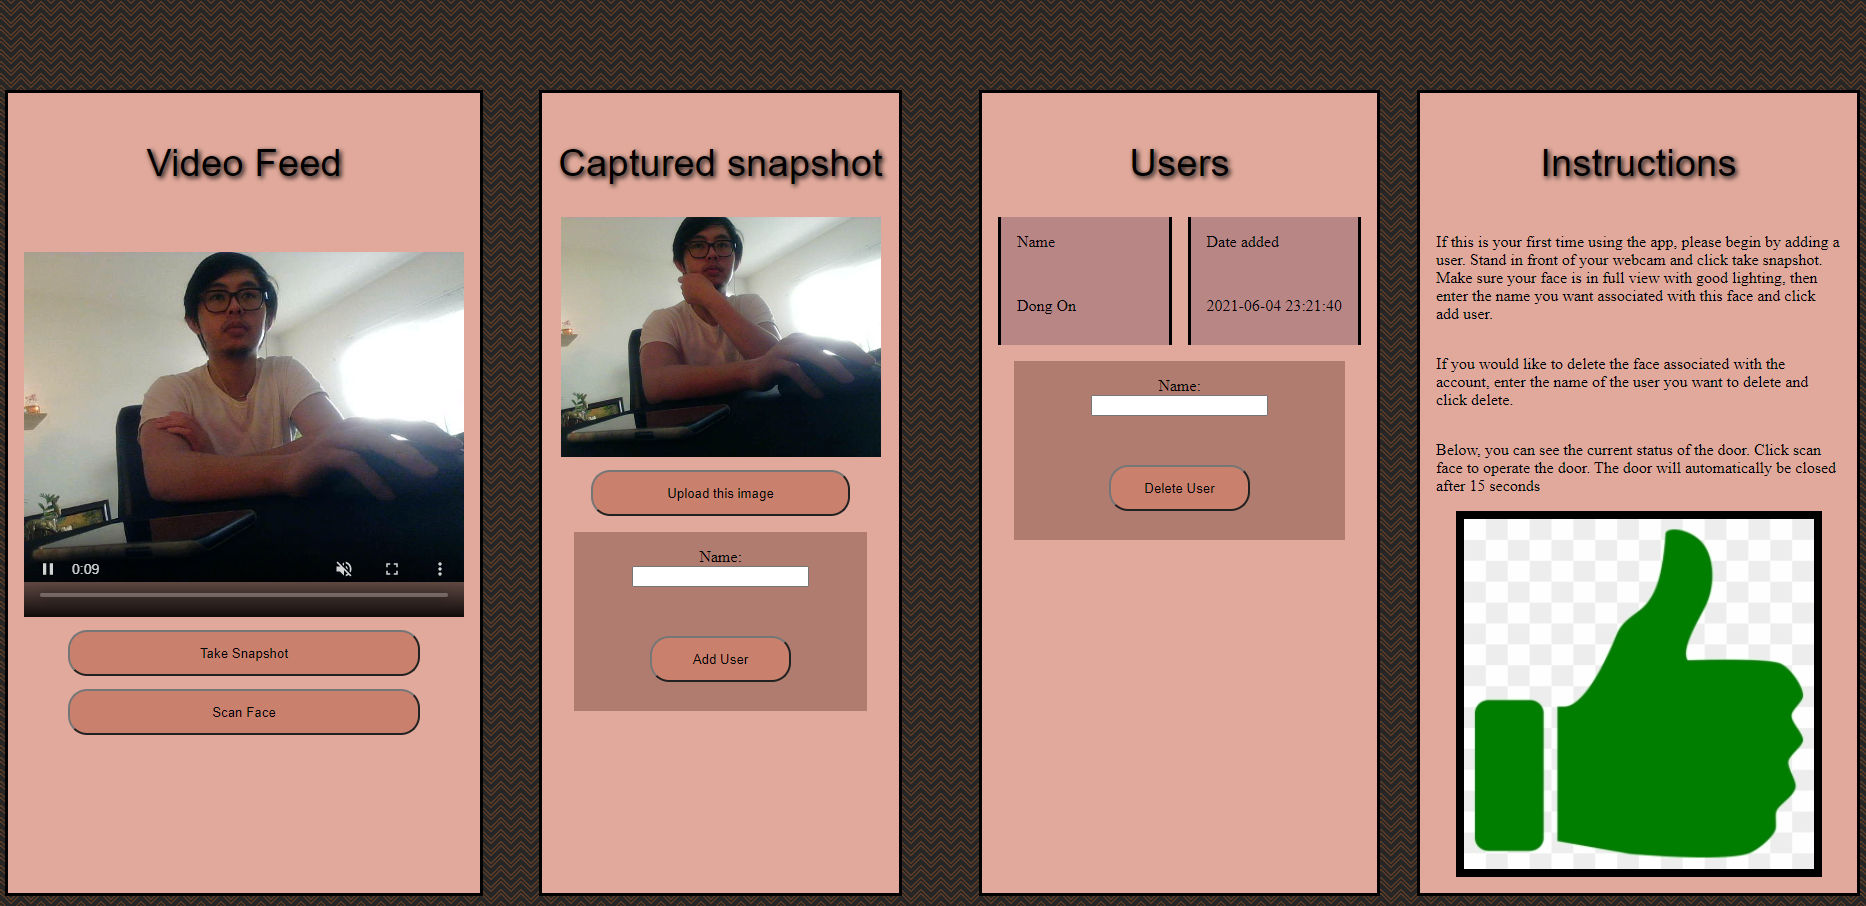 Video Feed
0:09
Take Snapshot
Scan Face
Captured snapshot
Upload this image
Name:
Add User
Users
Name
Date added
Dong On
2021-06-04 23:21:40
Name:
Delete User
Instructions
If this is your first time using the app, please begin by adding a
user. Stand in front of your webcam and click take snapshot.
Make sure your face is in full view with good lighting, then
enter the name you want associated with this face and click
add user.
If you would like to delete the face associated with the
account, enter the name of the user you want to delete and
click delete.
Below, you can see the current status of the door. Click scan
face to operate the door. The door will automatically be closed
after 15 seconds